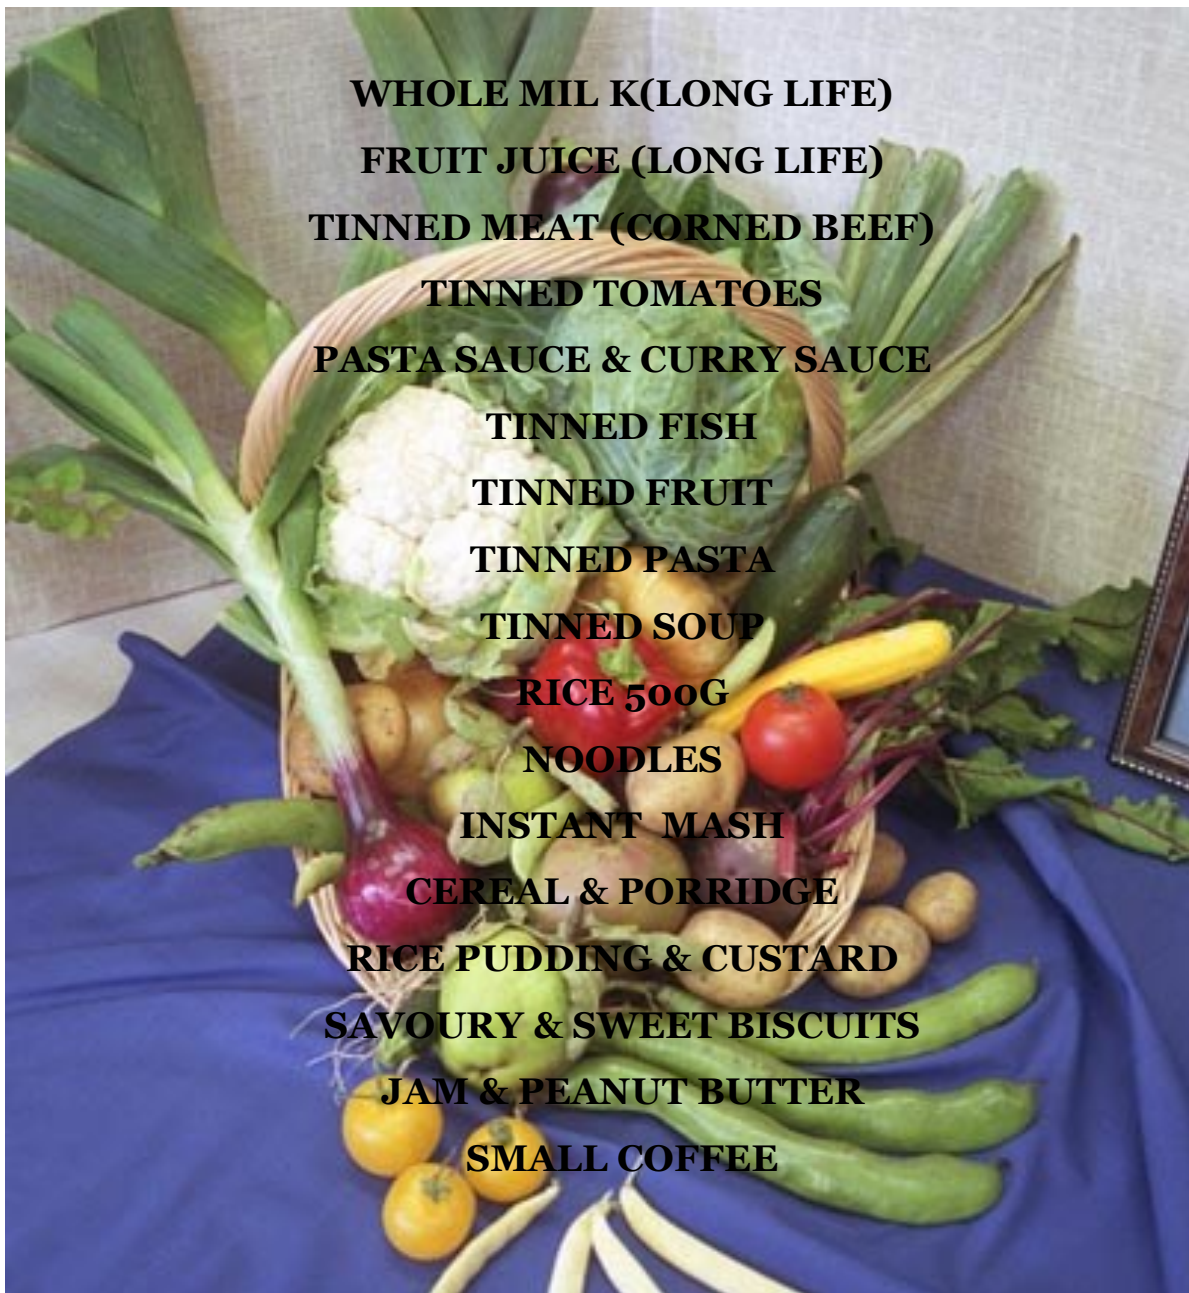 WHOLE MIL K(LONG LIFE)
FRUIT JUICE (LONG LIFE)
TINNED MEAT (CORNED BEEF)
TINNED TOMATOES
PASTA SAUCE & CURRY SAUCE
TINNED FISH
TINNED FRUIT
TINNED PASTA
TINNED SOUP
RICE 500G
NOODLES
INSTANT  MASH
CEREAL & PORRIDGE
RICE PUDDING & CUSTARD
SAVOURY & SWEET BISCUITS
JAM & PEANUT BUTTER
SMALL COFFEE